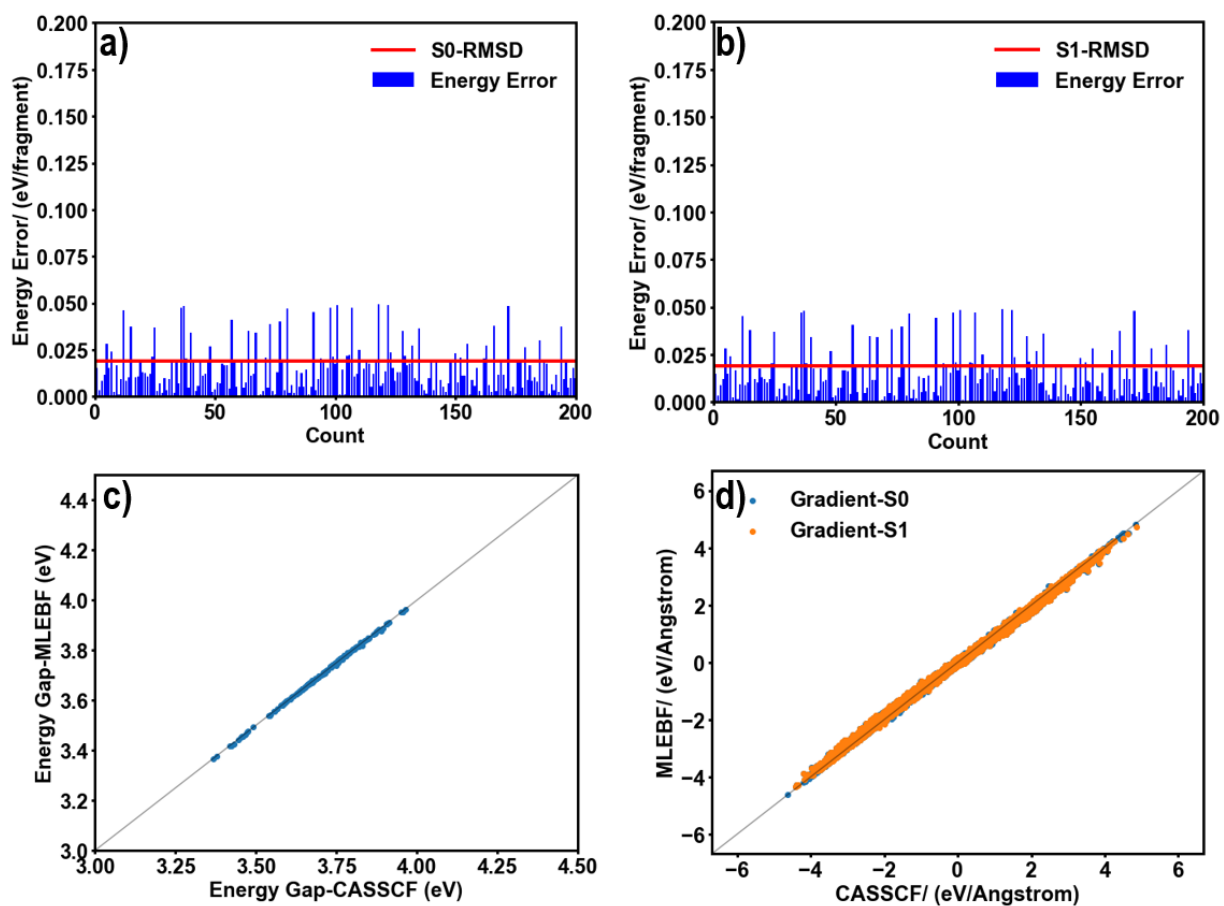 a)
S0-RMSD
Energy Error
Energy Error/ (eV/fragment)
0.200
0.175
0.150
0.125
0.100
0.075
0.050
0.025
0.000
0 50 100 150 200
Count
b)
S1-RMSD
Energy Error
Energy Error/ (eV/fragment)
0.200
0.175
0.150
0.125
0.100
0.075
0.050
0.025
0.000
0 50 100 150 200
Count
c)
Energy Gap-MLEBF (eV)
4.4
4.2
4.0
3.8
3.6
3.4
3.2
3.0
3.00 3.25 3.50 3.75 4.00 4.25 4.50
Energy Gap-CASSCF (eV)
d)
Gradient-S0
Gradient-S1
MLEBF/ (eV/Angstrom)
6
4
2
0
−2
−4
−6
−6 −4 −2 0 2 4 6
CASSCF/ (eV/Angstrom)